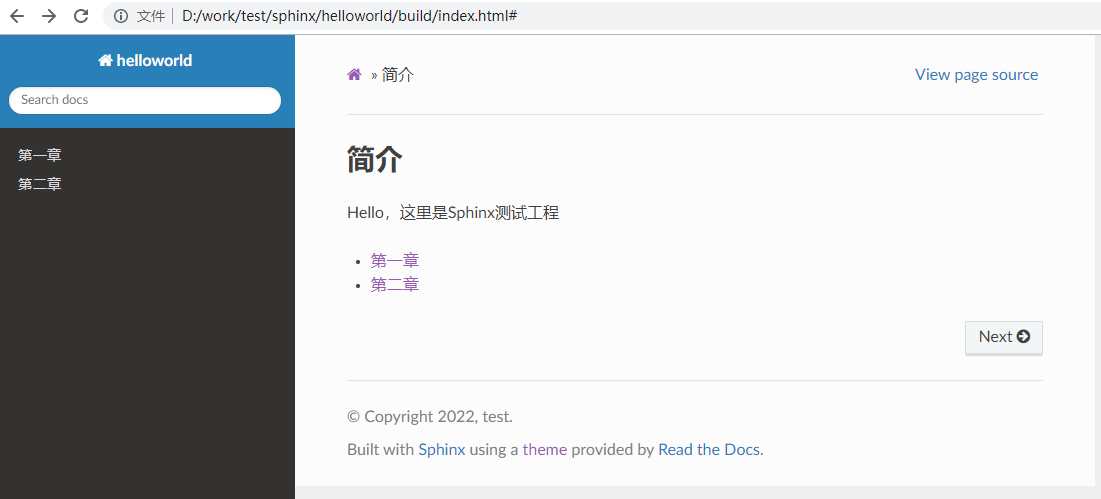 文件 D:/work/test/sphinx/helloworld/build/index.html#
helloworld
Search docs
第一章
第二章
» 简介
View page source
简介
Hello，这里是Sphinx测试工程
• 第一章
• 第二章
Next
© Copyright 2022, test.
Built with Sphinx using a theme provided by Read the Docs.